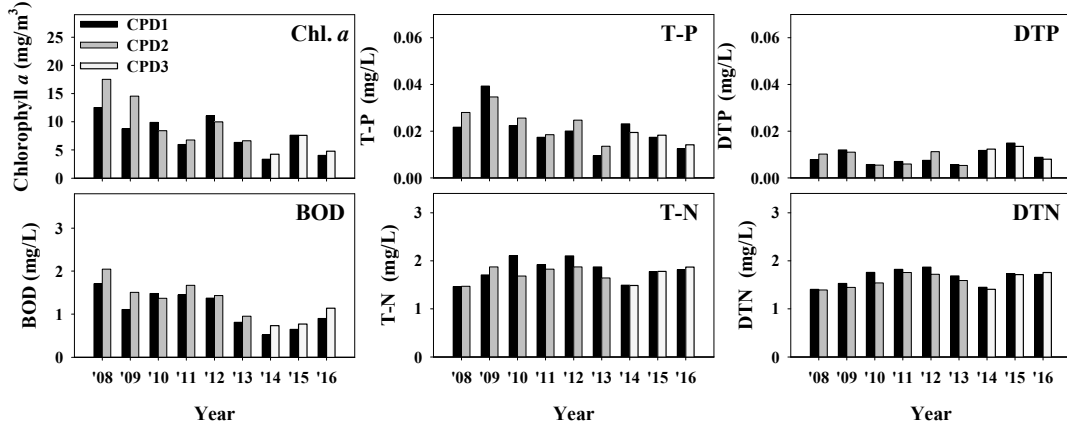 Chlorophyll a (mg/m³)
25
20
15
10
5
0
CPD1
CPD2
CPD3
Chl. a
T-P (mg/L)
0.06
0.04
0.02
0.00
T-P
DTP (mg/L)
0.06
0.04
0.02
0.00
DTP
BOD (mg/L)
3
2
1
0
BOD
'08 '09 '10 '11 '12 '13 '14 '15 '16
Year
T-N (mg/L)
3
2
1
0
T-N
'08 '09 '10 '11 '12 '13 '14 '15 '16
Year
DTN (mg/L)
3
2
1
0
DTN
'08 '09 '10 '11 '12 '13 '14 '15 '16
Year